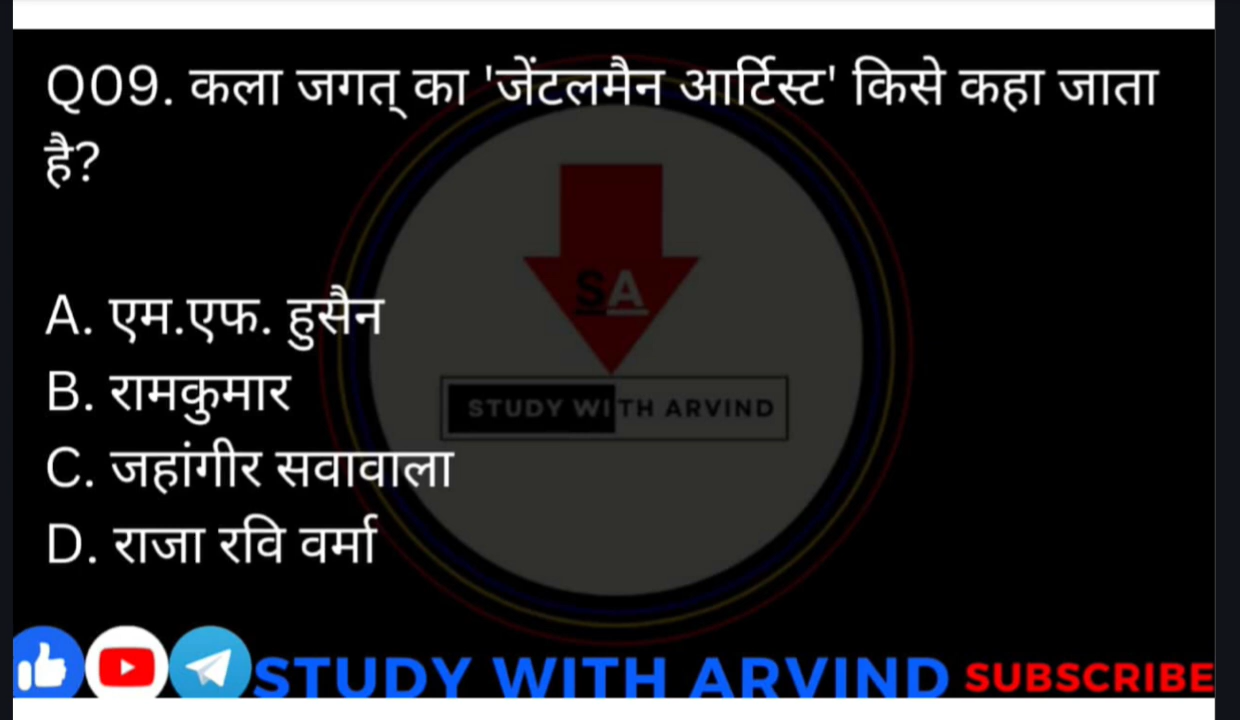 Q09. कला जगत् का 'जेंटलमैन आर्टिस्ट' किसे कहा जाता
है?
A. एम.एफ. हुसैन
B. रामकुमार
C. जहांगीर सवावाला
D. राजा रवि वर्मा
SA
STUDY WITH ARVIND
STUDY WITH ARVIND SUBSCRIBE